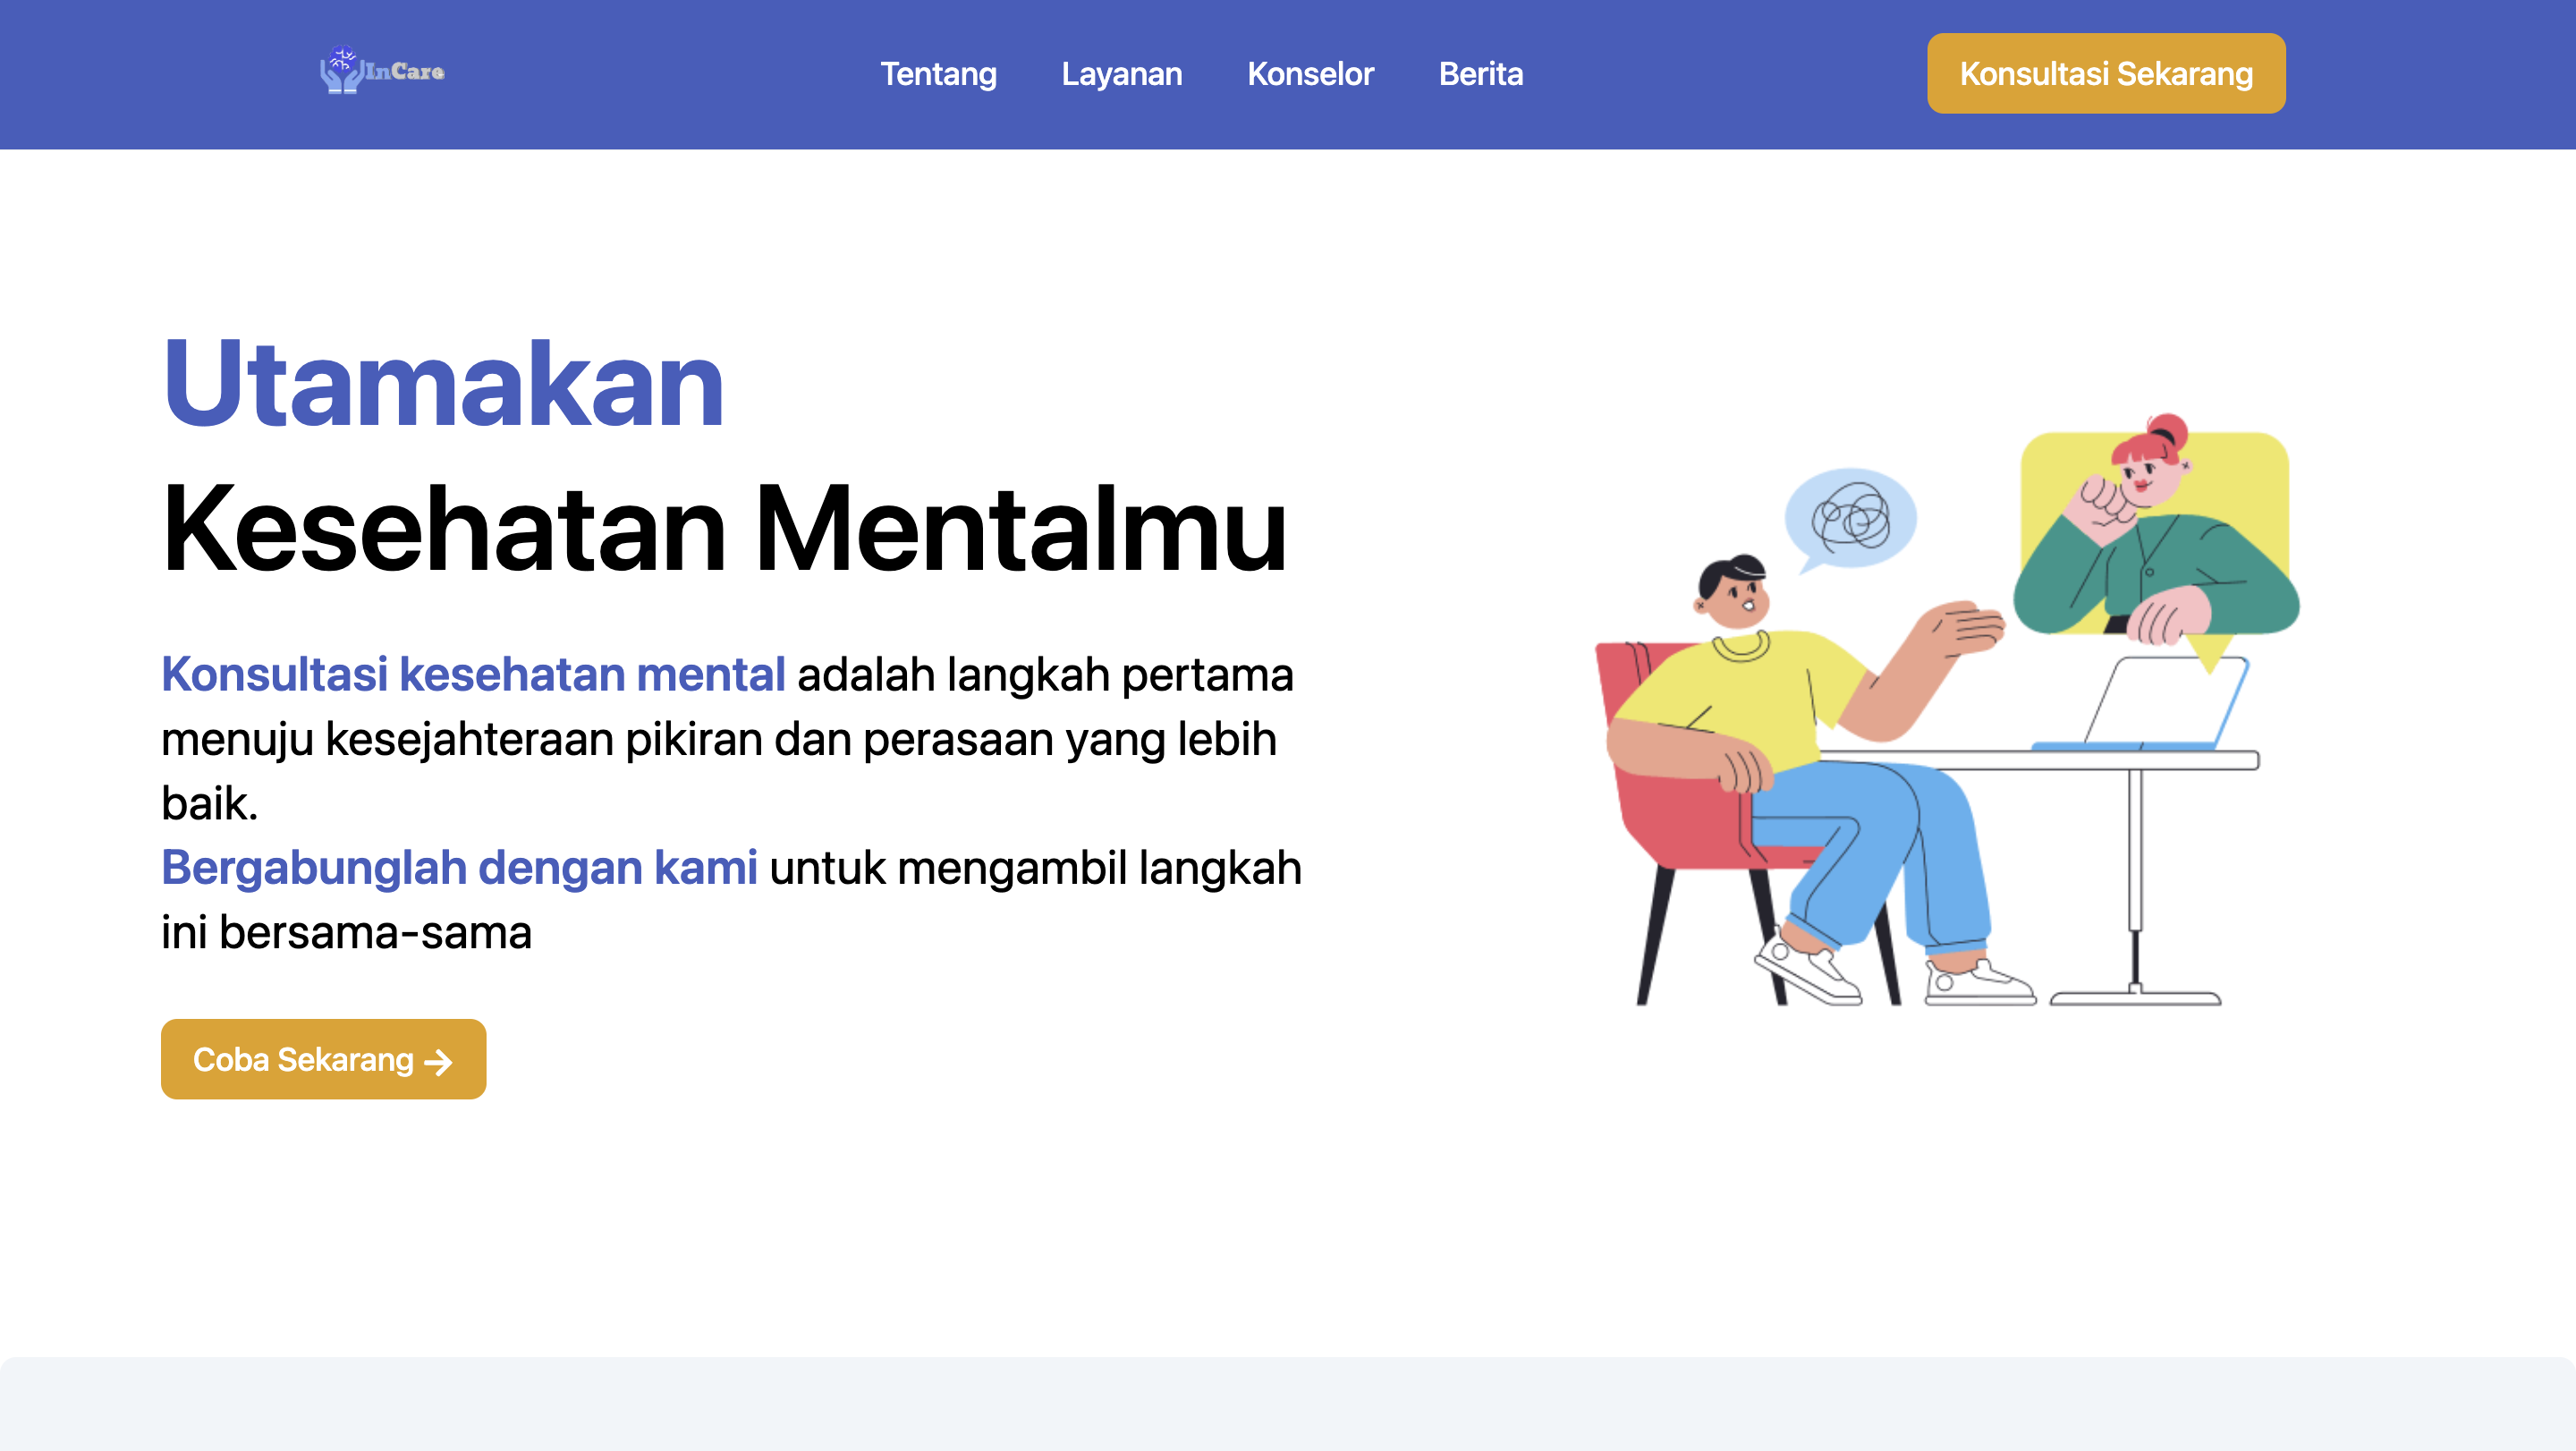 InCare
Tentang
Layanan
Konselor
Berita
Konsultasi Sekarang
Utamakan
Kesehatan Mentalmu
Konsultasi kesehatan mental adalah langkah pertama
menuju kesejahteraan pikiran dan perasaan yang lebih
baik.
Bergabunglah dengan kami untuk mengambil langkah
ini bersama-sama
Coba Sekarang →